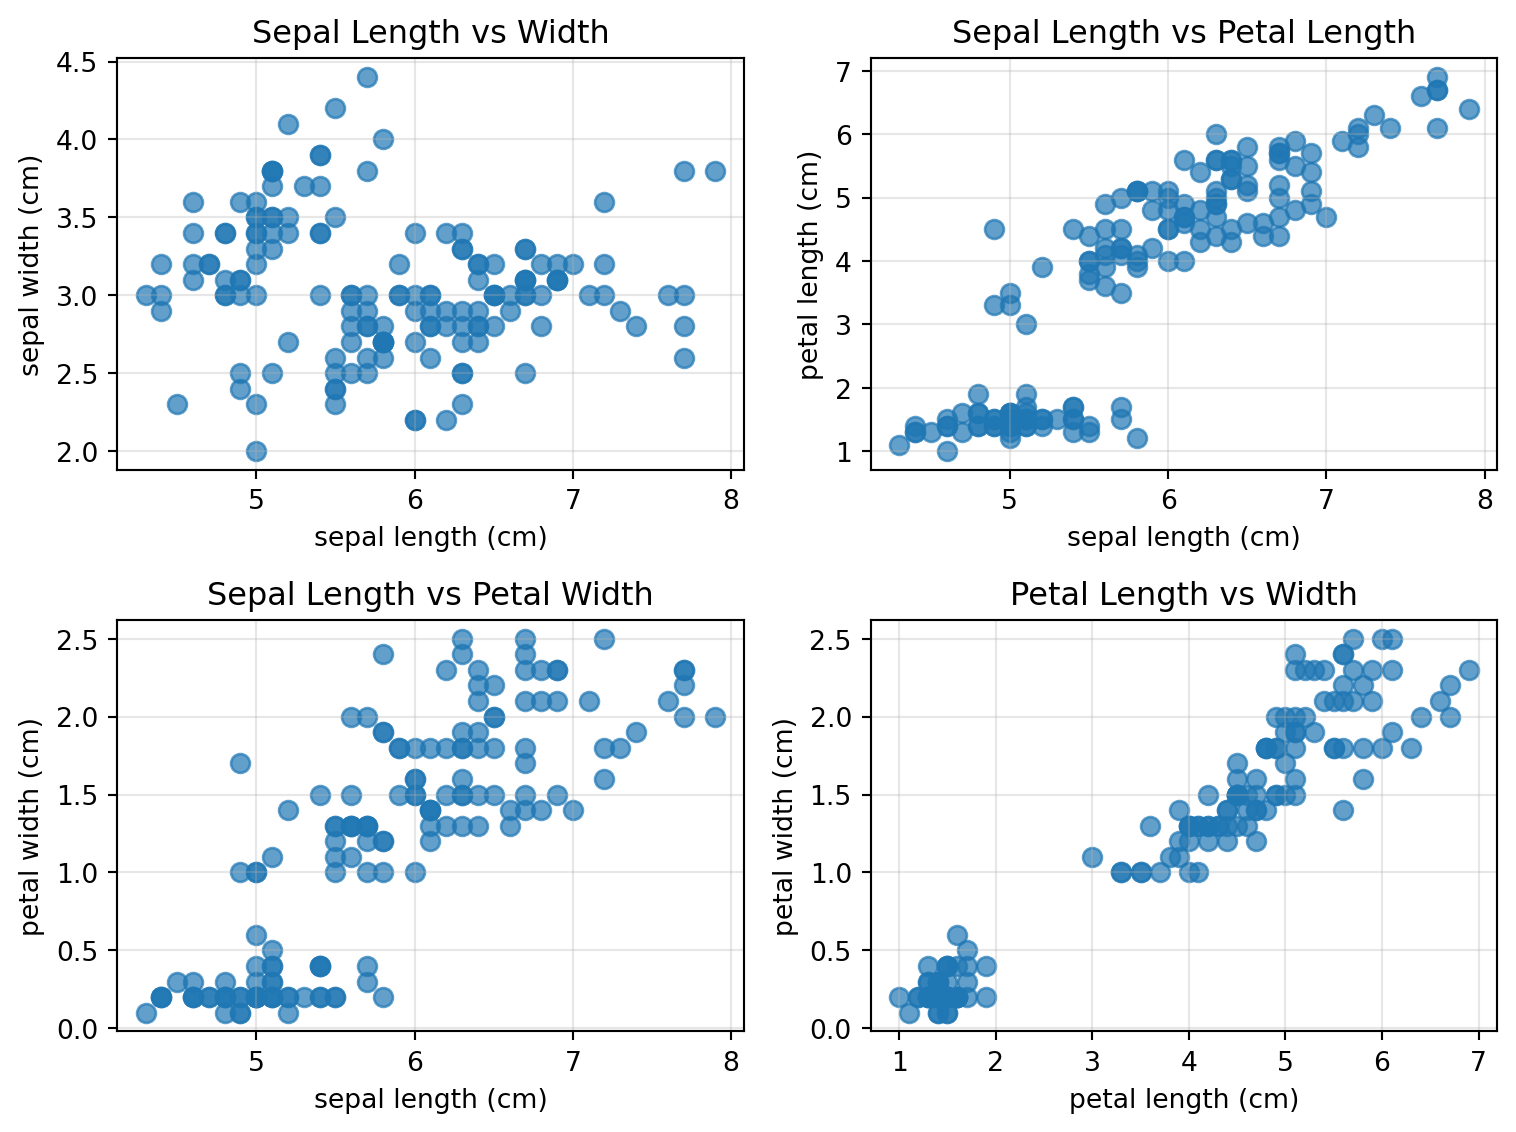 Sepal Length vs Width
sepal width (cm)
4.5
4.0
3.5
3.0
2.5
2.0
5 6 7 8
sepal length (cm)
Sepal Length vs Petal Length
petal length (cm)
7
6
5
4
3
2
1
5 6 7 8
sepal length (cm)
Sepal Length vs Petal Width
petal width (cm)
2.5
2.0
1.5
1.0
0.5
0.0
5 6 7 8
sepal length (cm)
Petal Length vs Width
petal width (cm)
2.5
2.0
1.5
1.0
0.5
0.0
1 2 3 4 5 6 7
petal length (cm)